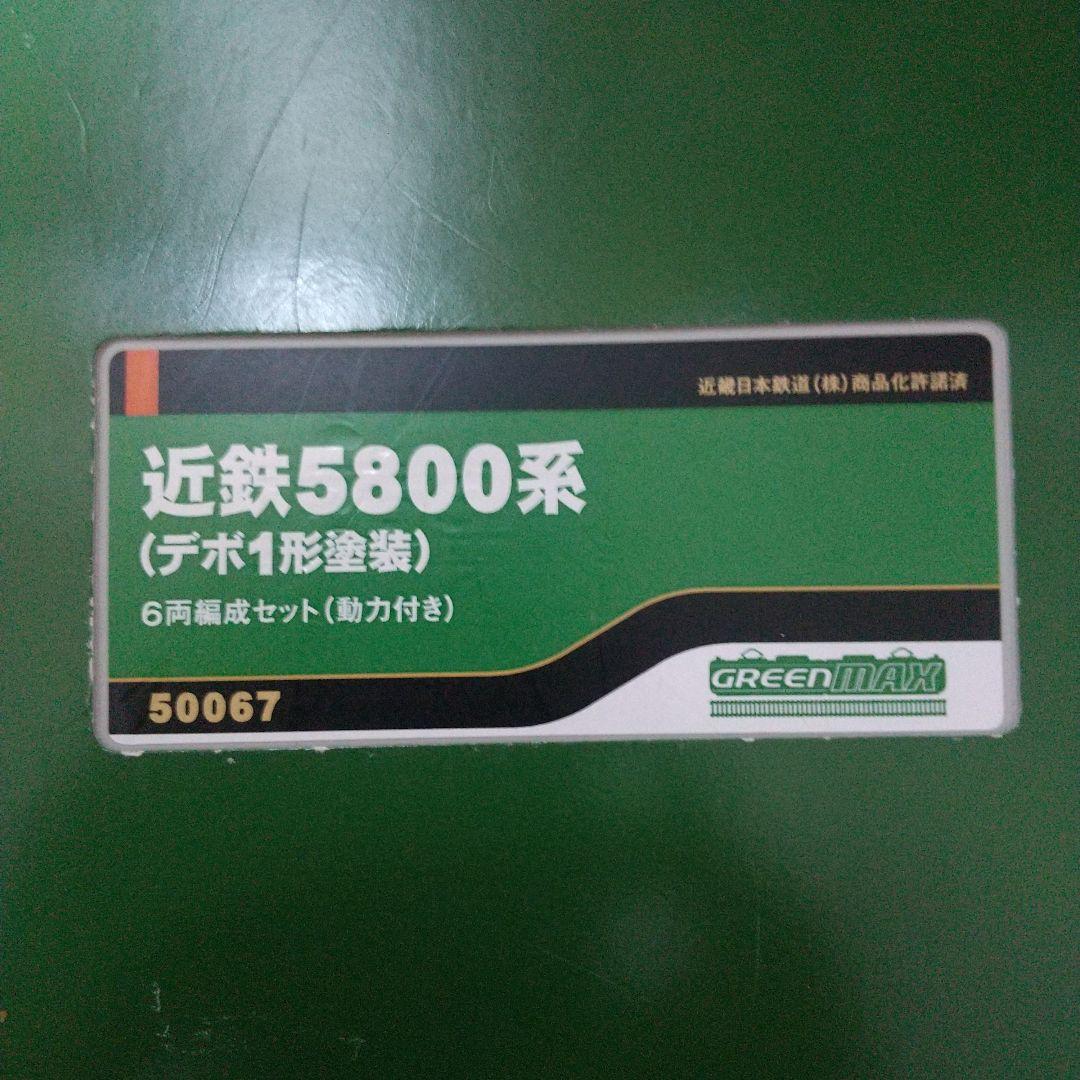 近畿日本鉄道(株)商品化許諾済
近鉄5800系
(デボ1形塗装)
6両編成セット(動力付き)
50067
GREENMAX